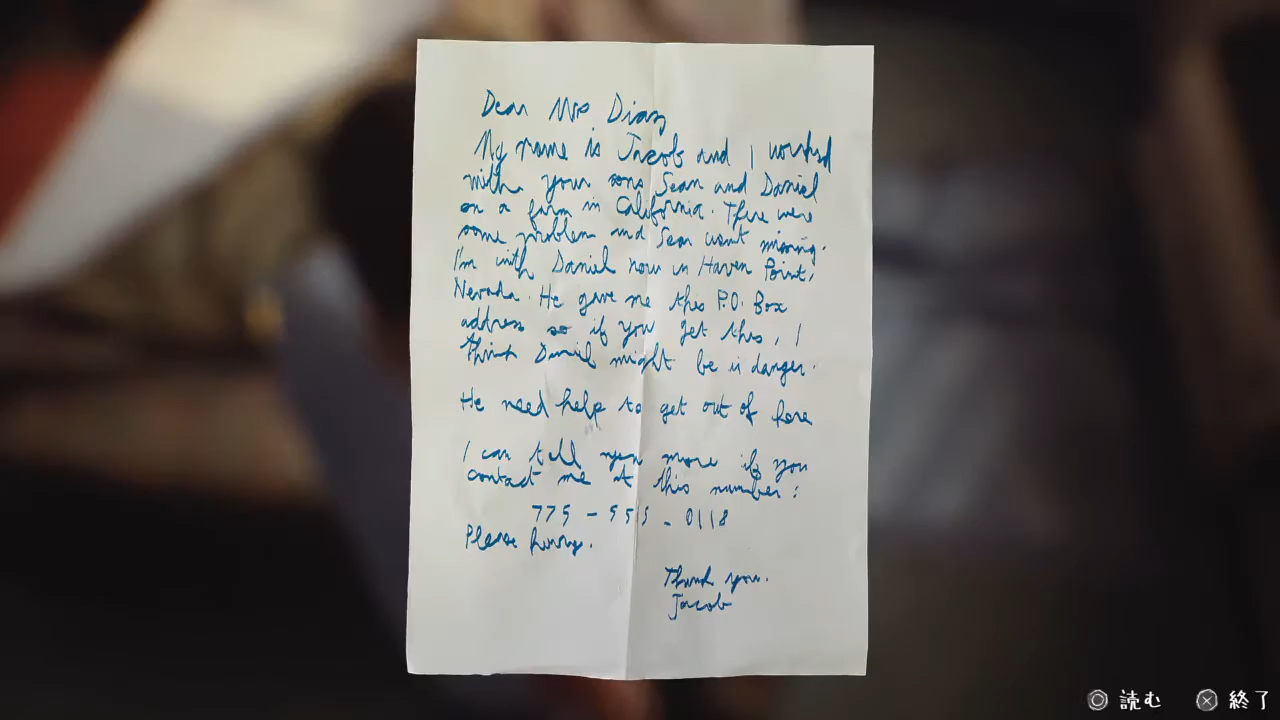 Dear Mrs Diaz
My name is Jacob and I worked
with your sons Sean and Daniel
on a farm in California. There were
some problem and Sean went missing.
I'm with Daniel now in Haven Point,
Nevada. He gave me this P.O. Box
address so if you get this, I
think Daniel might be in danger.
He need help to get out of here
I can tell you more if you
contact me at this number:
775-555-0118
Please hurry.
Thank you.
Jacob
読む 終了